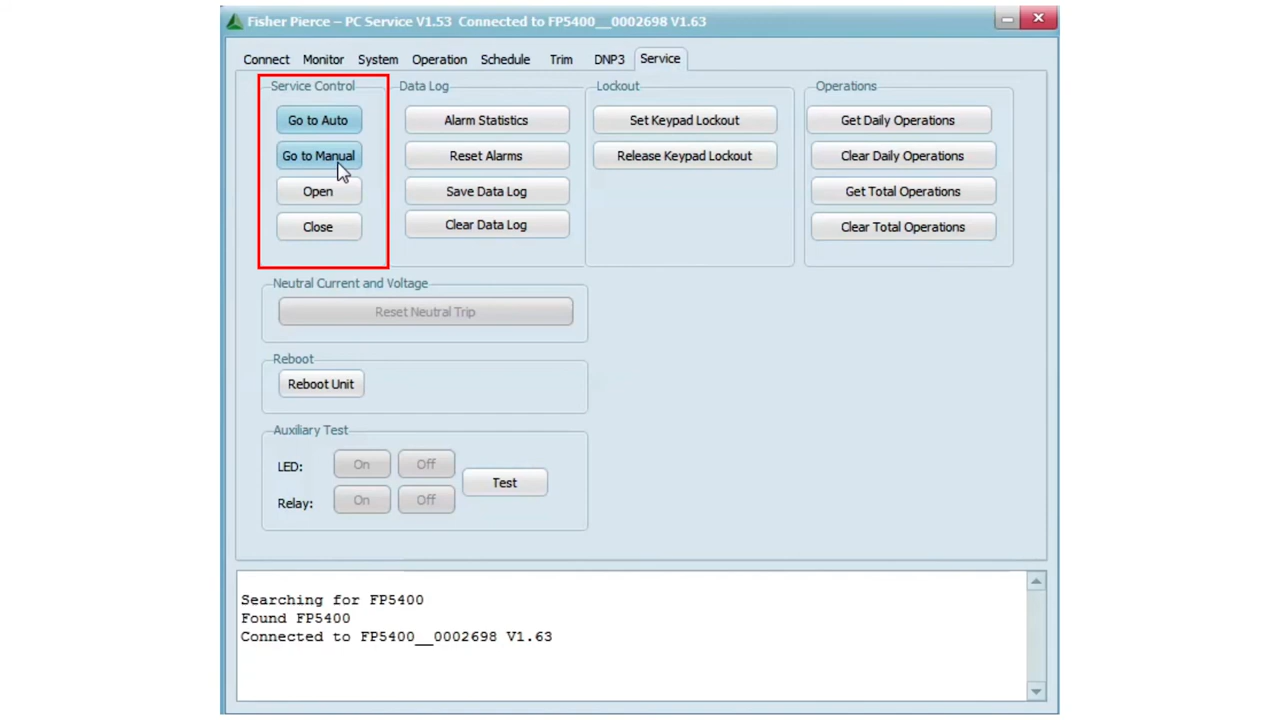 Fisher Pierce – PC Service V1.53 Connected to FP5400__0002698 V1.63
Connect Monitor System Operation Schedule Trim DNP3 Service
Service Control
Go to Auto
Go to Manual
Open
Close
Data Log
Alarm Statistics
Reset Alarms
Save Data Log
Clear Data Log
Lockout
Set Keypad Lockout
Release Keypad Lockout
Operations
Get Daily Operations
Clear Daily Operations
Get Total Operations
Clear Total Operations
Neutral Current and Voltage
Reset Neutral Trip
Reboot
Reboot Unit
Auxiliary Test
LED: On Off
Test
Relay: On Off
Searching for FP5400
Found FP5400
Connected to FP5400__0002698 V1.63